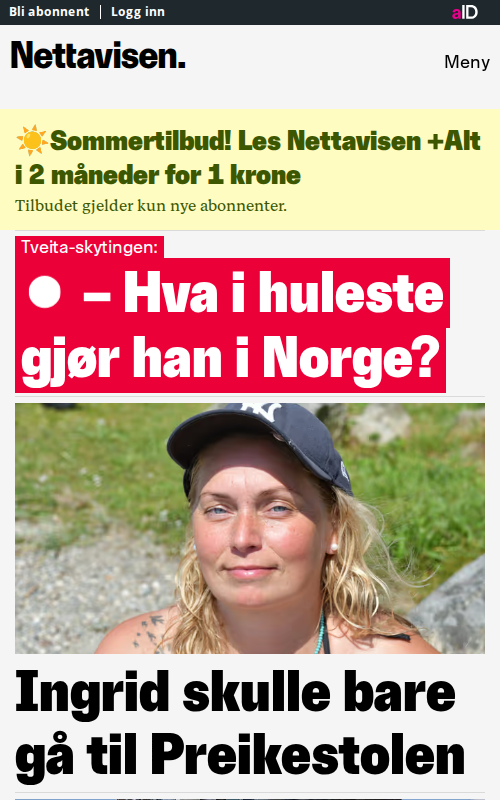 Bli abonnent | Logg inn
aID
Nettavisen.
Meny
☀️Sommertilbud! Les Nettavisen +Alt
i 2 måneder for 1 krone
Tilbudet gjelder kun nye abonnenter.
Tveita-skytingen:
– Hva i huleste
gjør han i Norge?
Ingrid skulle bare
gå til Preikestolen